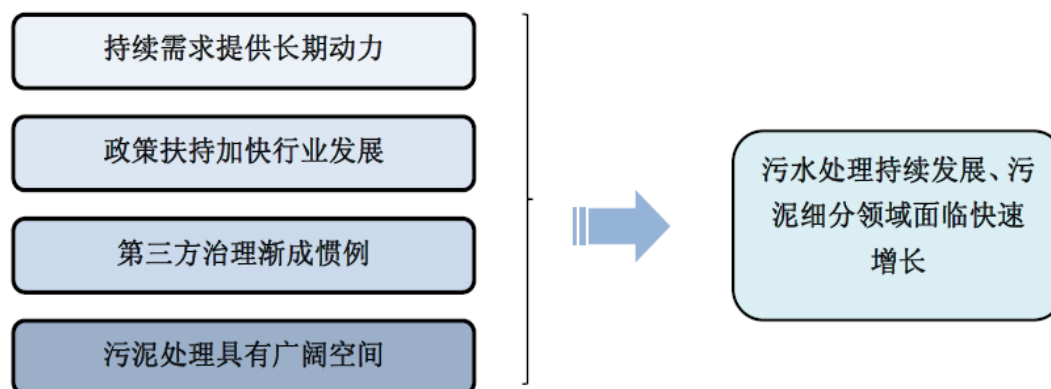 持续需求提供长期动力
政策扶持加快行业发展
第三方治理渐成惯例
污泥处理具有广阔空间
污水处理持续发展、污
泥细分领域面临快速
增长